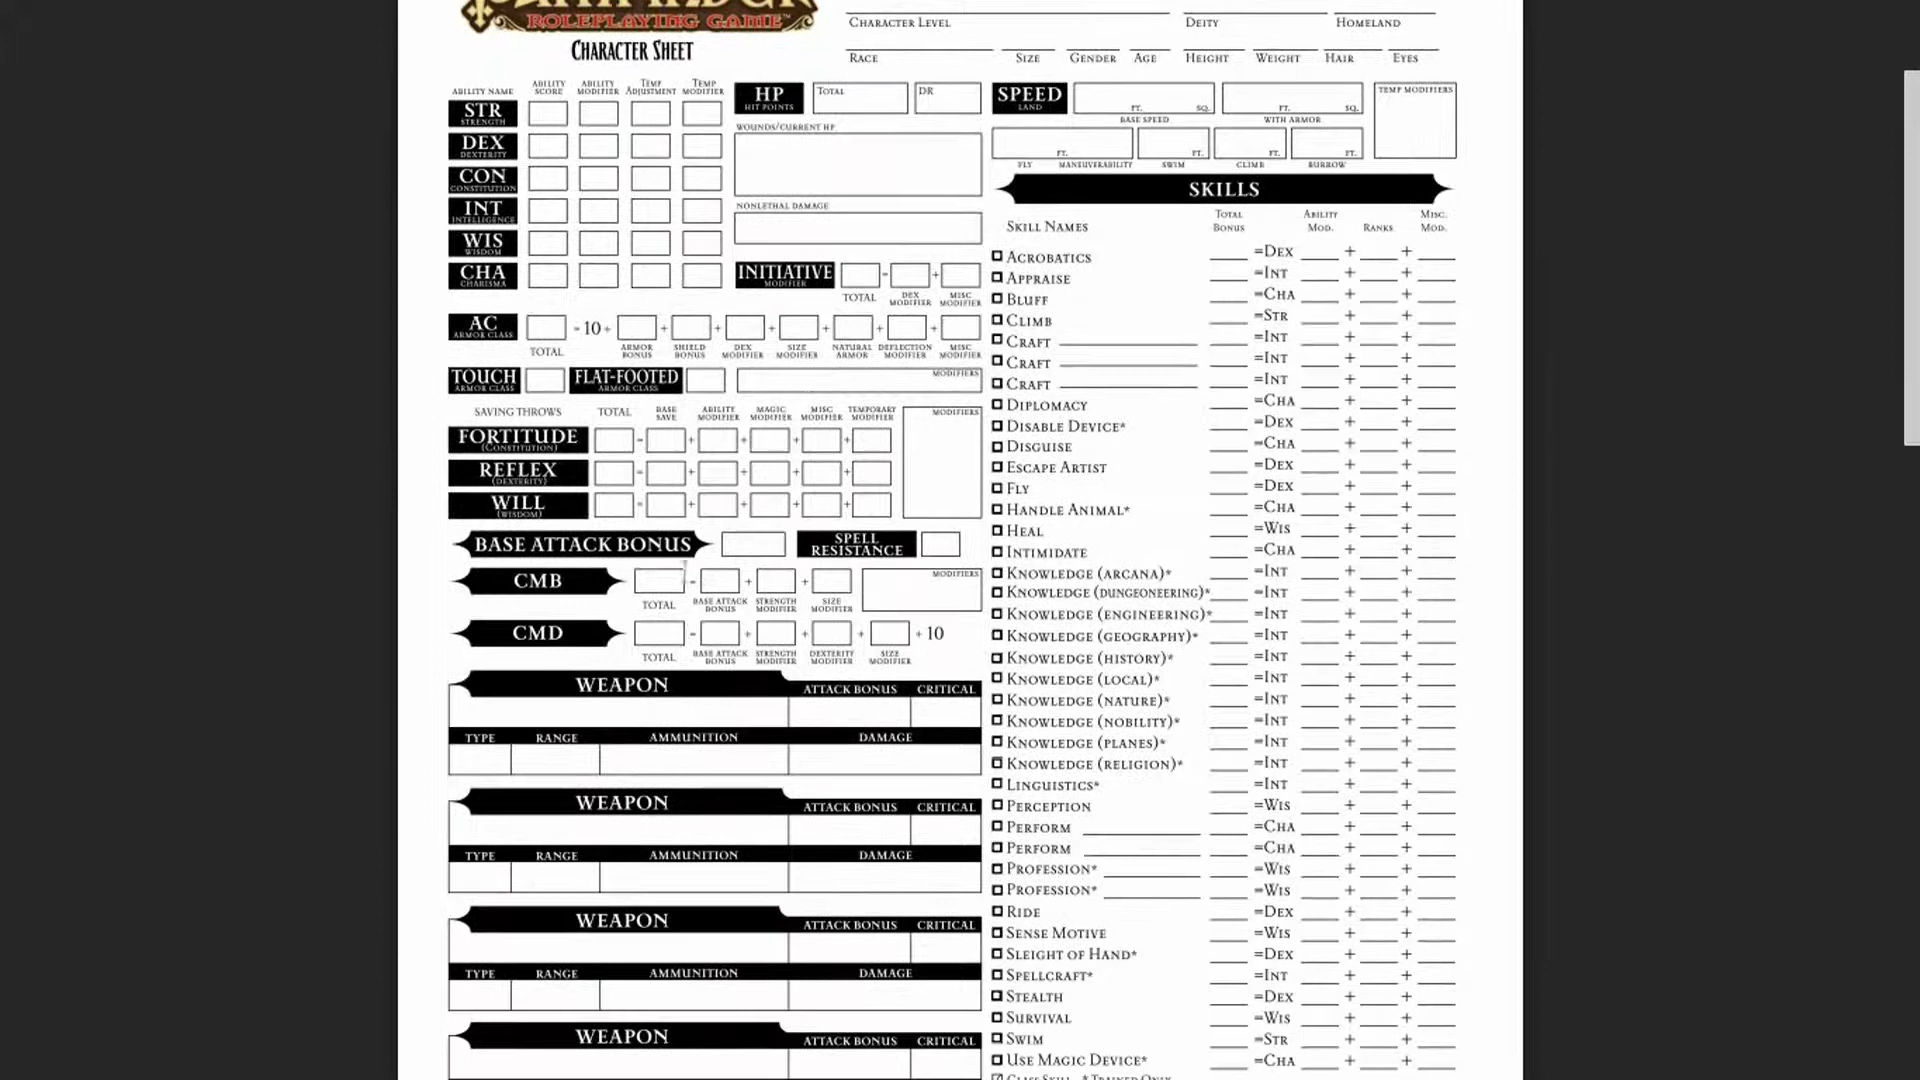 ROLEPLAYING GAME™
CHARACTER SHEET
CHARACTER LEVEL DEITY HOMELAND
RACE SIZE GENDER AGE HEIGHT WEIGHT HAIR EYES
ABILITY NAME ABILITY SCORE ABILITY MODIFIER TEMP ADJUSTMENT TEMP MODIFIER
STR
STRENGTH
DEX
DEXTERITY
CON
CONSTITUTION
INT
INTELLIGENCE
WIS
WISDOM
CHA
CHARISMA
HP
HIT POINTS
TOTAL DR
WOUNDS/CURRENT HP
NONLETHAL DAMAGE
INITIATIVE
MODIFIER
= +
TOTAL DEX MODIFIER MISC MODIFIER
AC
ARMOR CLASS
= 10 + + + + + + +
TOTAL ARMOR BONUS SHIELD BONUS DEX MODIFIER SIZE MODIFIER NATURAL ARMOR DEFLECTION MODIFIER MISC MODIFIER
TOUCH
ARMOR CLASS
FLAT-FOOTED
ARMOR CLASS
MODIFIERS
SAVING THROWS TOTAL BASE SAVE ABILITY MODIFIER MAGIC MODIFIER MISC MODIFIER TEMPORARY MODIFIER MODIFIERS
FORTITUDE = + + + +
(CONSTITUTION)
REFLEX = + + + +
(DEXTERITY)
WILL = + + + +
(WISDOM)
BASE ATTACK BONUS SPELL RESISTANCE
CMB = + + MODIFIERS
TOTAL BASE ATTACK BONUS STRENGTH MODIFIER SIZE MODIFIER
CMD = + + + + 10
TOTAL BASE ATTACK BONUS STRENGTH MODIFIER DEXTERITY MODIFIER SIZE MODIFIER
WEAPON ATTACK BONUS CRITICAL
TYPE RANGE AMMUNITION DAMAGE
WEAPON ATTACK BONUS CRITICAL
TYPE RANGE AMMUNITION DAMAGE
WEAPON ATTACK BONUS CRITICAL
TYPE RANGE AMMUNITION DAMAGE
WEAPON ATTACK BONUS CRITICAL
SPEED
LAND
FT. SQ. FT. SQ. TEMP MODIFIERS
BASE SPEED WITH ARMOR
FT. FT. FT. FT.
FLY MANEUVERABILITY SWIM CLIMB BURROW
SKILLS
SKILL NAMES TOTAL BONUS ABILITY MOD. RANKS MISC. MOD.
ACROBATICS =DEX + +
APPRAISE =INT + +
BLUFF =CHA + +
CLIMB =STR + +
CRAFT =INT + +
CRAFT =INT + +
CRAFT =INT + +
DIPLOMACY =CHA + +
DISABLE DEVICE* =DEX + +
DISGUISE =CHA + +
ESCAPE ARTIST =DEX + +
FLY =DEX + +
HANDLE ANIMAL* =CHA + +
HEAL =WIS + +
INTIMIDATE =CHA + +
KNOWLEDGE (ARCANA)* =INT + +
KNOWLEDGE (DUNGEONEERING)* =INT + +
KNOWLEDGE (ENGINEERING)* =INT + +
KNOWLEDGE (GEOGRAPHY)* =INT + +
KNOWLEDGE (HISTORY)* =INT + +
KNOWLEDGE (LOCAL)* =INT + +
KNOWLEDGE (NATURE)* =INT + +
KNOWLEDGE (NOBILITY)* =INT + +
KNOWLEDGE (PLANES)* =INT + +
KNOWLEDGE (RELIGION)* =INT + +
LINGUISTICS* =INT + +
PERCEPTION =WIS + +
PERFORM =CHA + +
PERFORM =CHA + +
PROFESSION* =WIS + +
PROFESSION* =WIS + +
RIDE =DEX + +
SENSE MOTIVE =WIS + +
SLEIGHT OF HAND* =DEX + +
SPELLCRAFT* =INT + +
STEALTH =DEX + +
SURVIVAL =WIS + +
SWIM =STR + +
USE MAGIC DEVICE* =CHA + +
CLASS SKILL * TRAINED ONLY